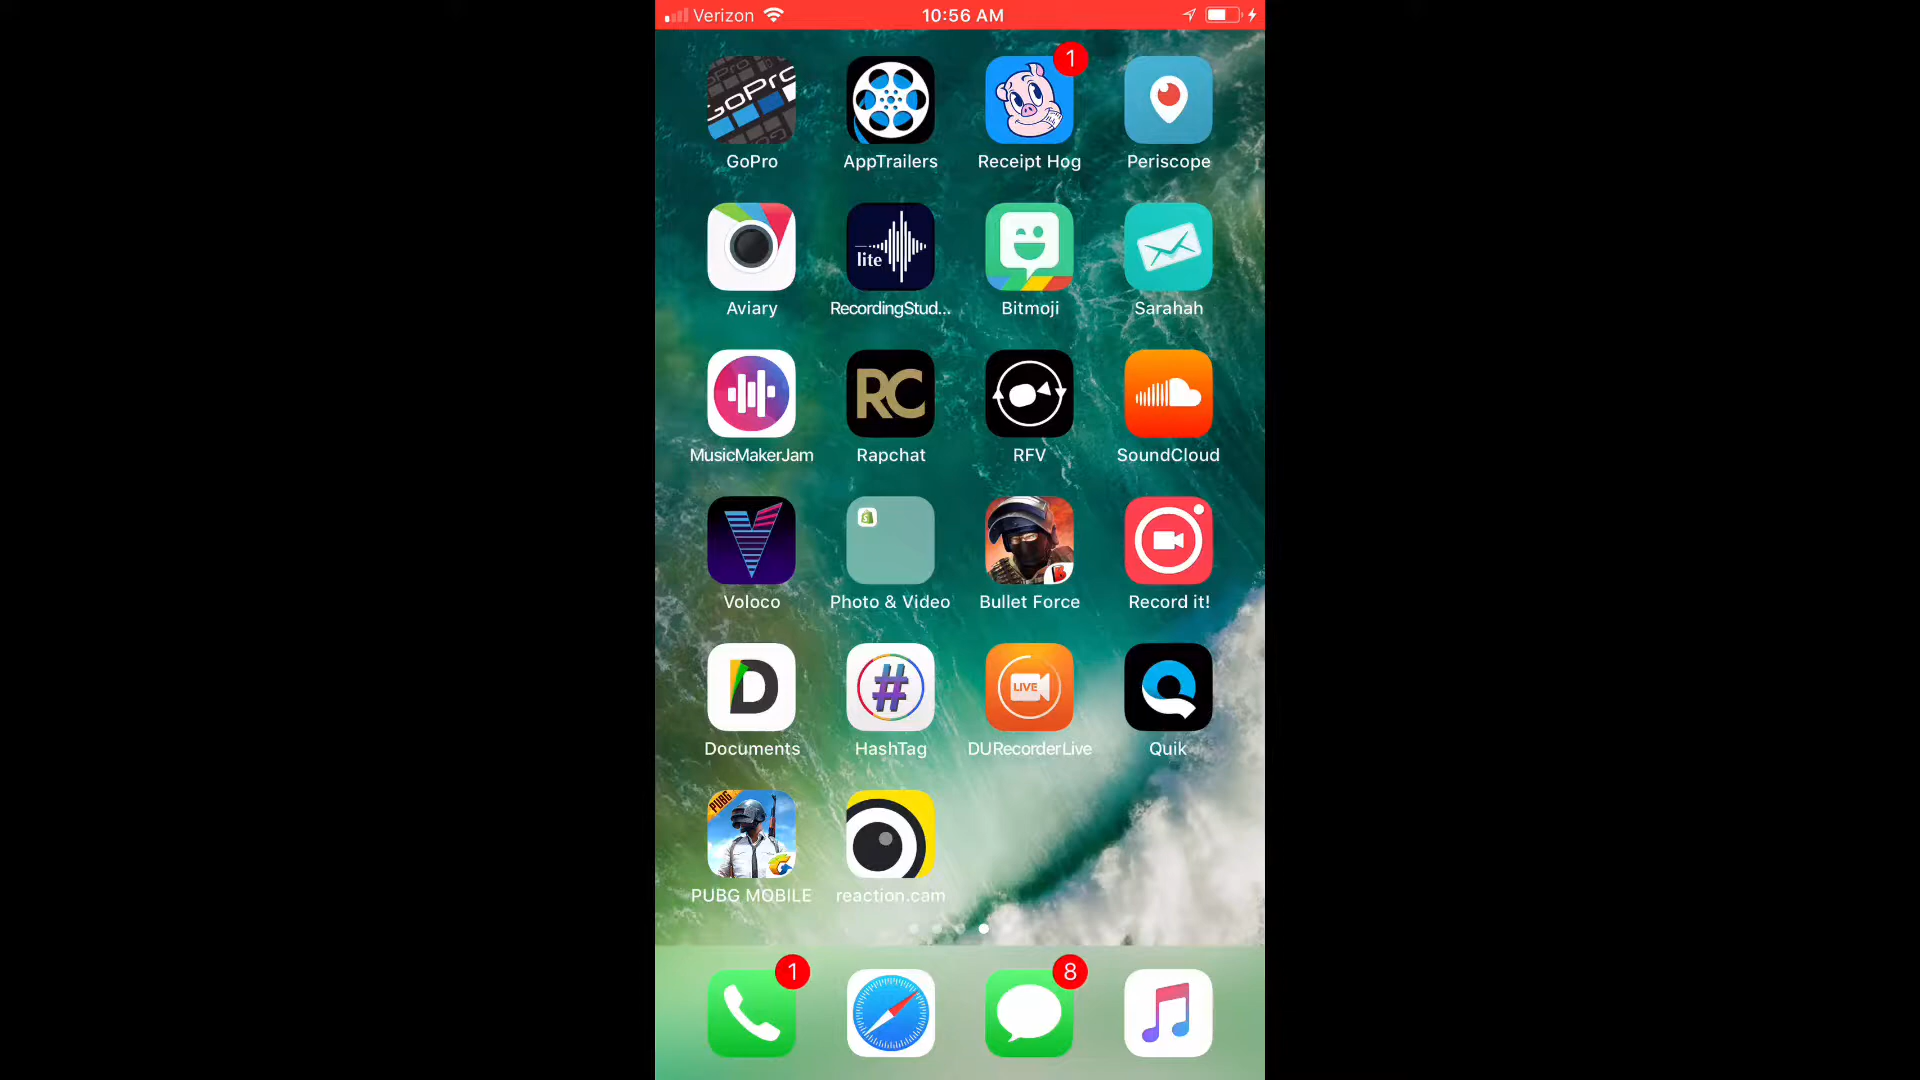 Verizon 10:56 AM
1
GoPro AppTrailers Receipt Hog Periscope
lite
Aviary RecordingStud... Bitmoji Sarahah
RC
MusicMakerJam Rapchat RFV SoundCloud
Voloco Photo & Video Bullet Force Record it!
D # LIVE
Documents HashTag DURecorderLive Quik
PUBG
PUBG MOBILE reaction.cam
1 8